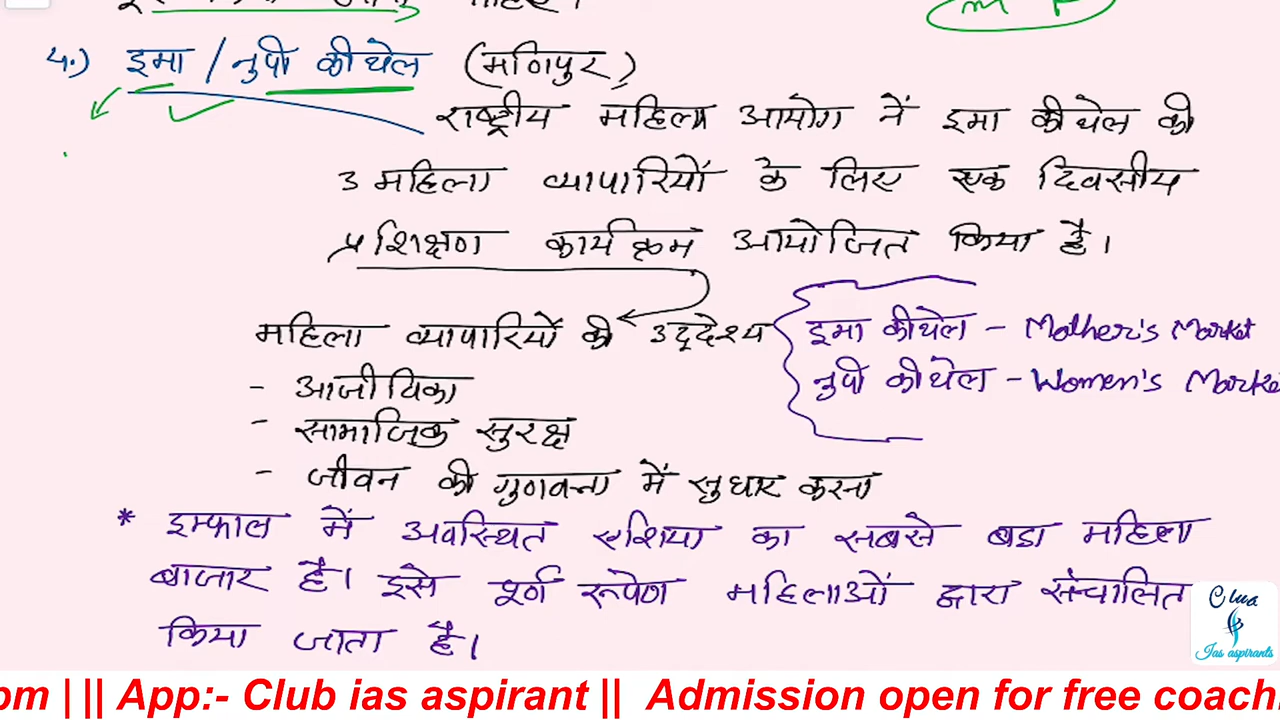 4.) इमा / नुपी कीथेल (मणिपुर)
राष्ट्रीय महिला आयोग नें इमा कीथेल की
3 महिला व्यापारियों के लिए एक दिवसीय
प्रशिक्षण कार्यक्रम आयोजित किया है।
महिला व्यापारियों की उद्देश्य
इमा कीथेल - Mother's Market
नुपी कीथेल - Women's Marke
- आजीविका
- सामाजिक सुरक्ष
- जीवन की गुणवत्ता में सुधार करना
* इम्फाल में अवस्थित एशिया का सबसे बडा महिला
बाजार है। इसे पूर्ण रूपेण महिलाओं द्वारा संचालित
किया जाता है।
Club
Ias aspirants
om | || App:- Club ias aspirant || Admission open for free coach